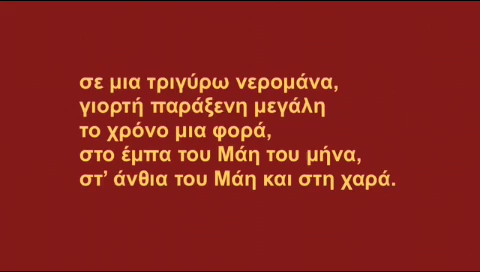 σε μια τριγύρω νερομάνα,
γιορτή παράξενη μεγάλη
το χρόνο μια φορά,
στο έμπα του Μάη του μήνα,
στ’ άνθια του Μάη και στη χαρά.